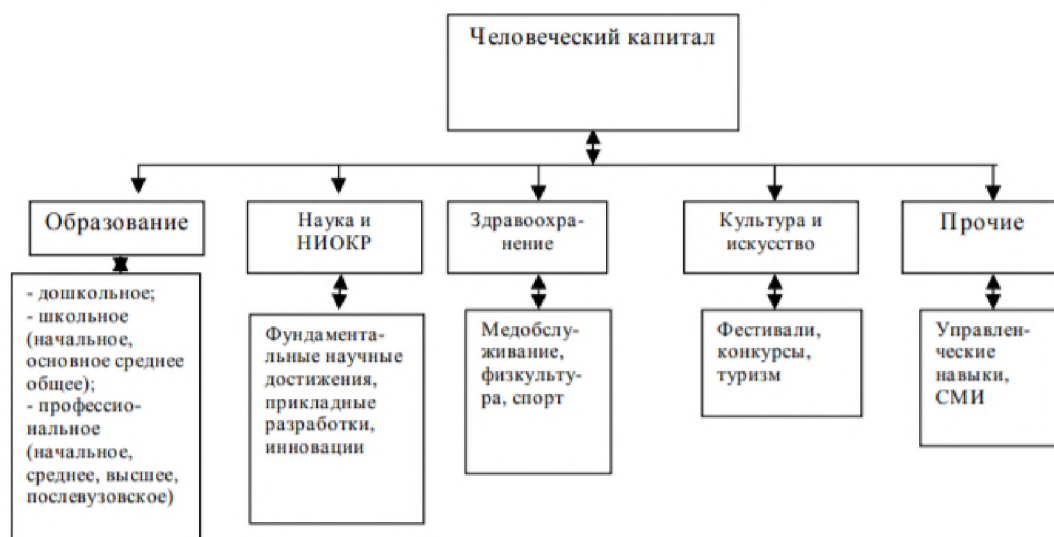 Человеческий капитал
Образование
Наука и
НИОКР
Здравоохра-
нение
Культура и
искусство
Прочие
- дошкольное;
- школьное
(начальное,
основное среднее
общее);
- профессио-
нальное
(начальное,
среднее, высшее,
послевузовское)
Фундамента-
льные научные
достижения,
прикладные
разработки,
инновации
Медобслу-
живание,
физкульту-
ра, спорт
Фестивали,
конкурсы,
туризм
Управлен-
ческие
навыки,
СМИ